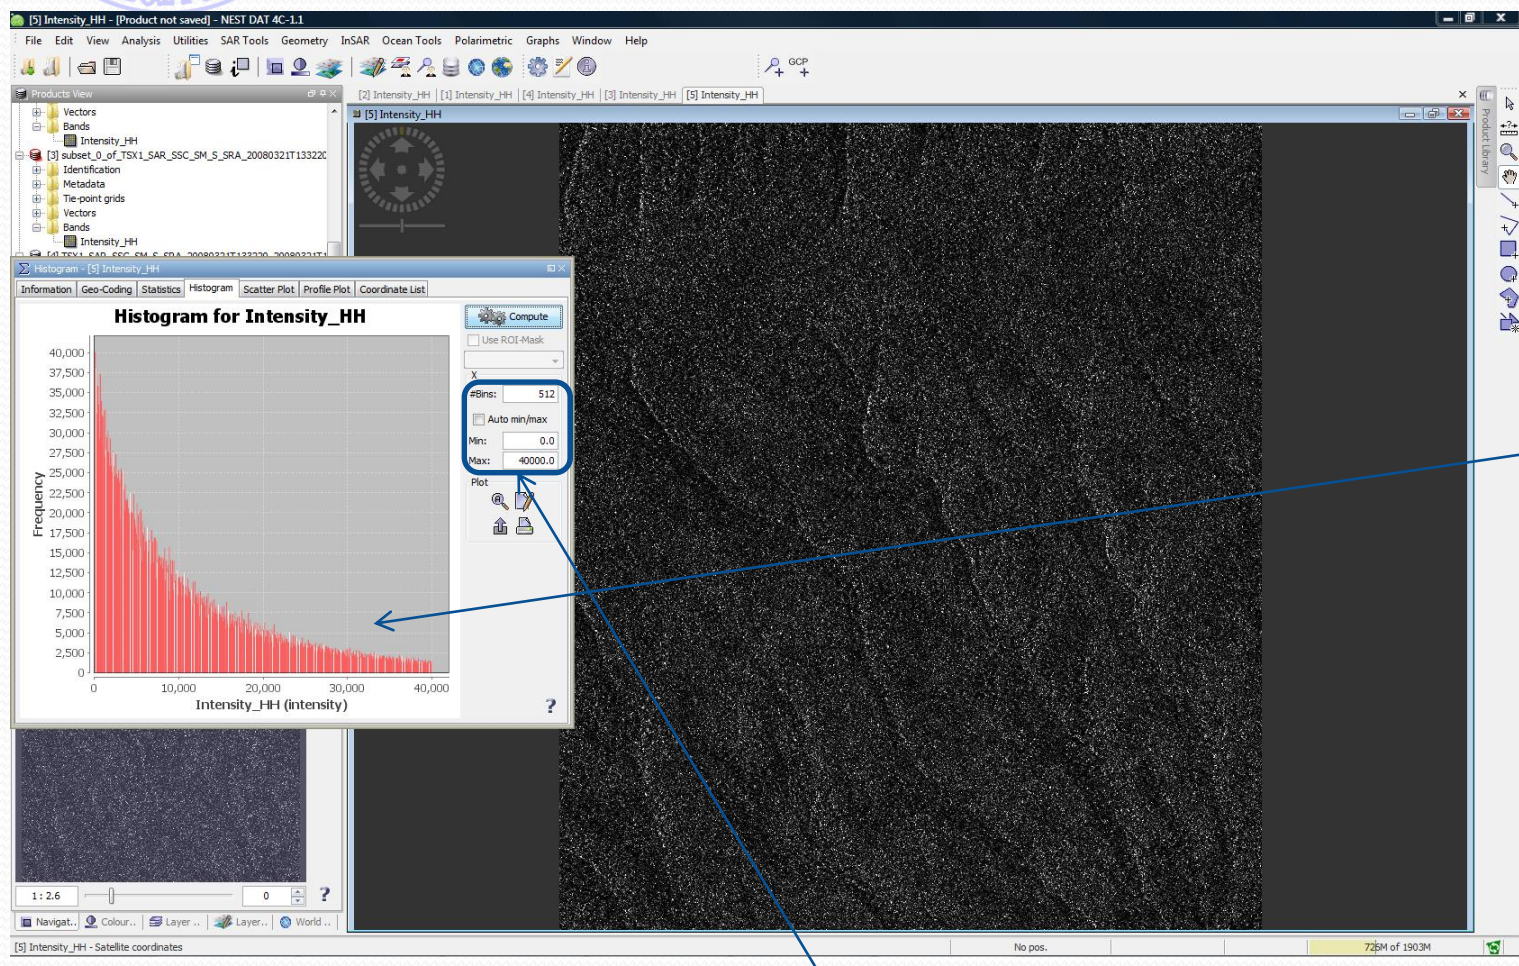 [5] Intensity_HH - [Product not saved] - NEST DAT 4C-1.1
File Edit View Analysis Utilities SAR Tools Geometry InSAR Ocean Tools Polarimetric Graphs Window Help
GCP
Products View
[2] Intensity_HH [1] Intensity_HH [4] Intensity_HH [3] Intensity_HH [5] Intensity_HH
[5] Intensity_HH
Product Library
Vectors
Bands
Intensity_HH
[3] subset_0_of_TSX1_SAR_SSC_SM_S_SRA_20080321T133220
Identification
Metadata
Tie-point grids
Vectors
Bands
Intensity_HH
[4] TSX1_SAR_SSC_SM_S_SRA_20080321T133220_20080321T1
Histogram - [5] Intensity_HH
Information Geo-Coding Statistics Histogram Scatter Plot Profile Plot Coordinate List
Histogram for Intensity_HH
Compute
Use ROI-Mask
X
#Bins: 512
Auto min/max
Min: 0.0
Max: 40000.0
Plot
40,000
37,500
35,000
32,500
30,000
27,500
25,000
22,500
20,000
17,500
15,000
12,500
10,000
7,500
5,000
2,500
0
Frequency
0 10,000 20,000 30,000 40,000
Intensity_HH (intensity)
?
1 : 2.6 0 ?
Navigat.. Colour.. Layer .. Layer.. World ..
[5] Intensity_HH - Satellite coordinates No pos. 726M of 1903M